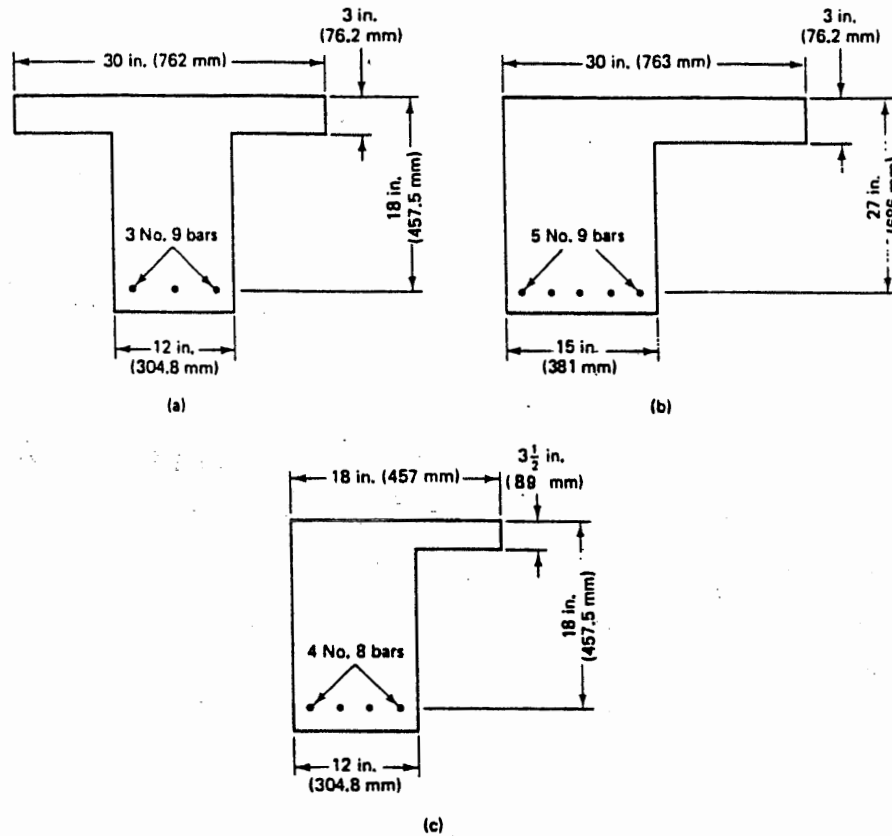 3 in.
(76.2 mm)
30 in. (762 mm)
18 in.
(457.5 mm)
3 No. 9 bars
12 in.
(304.8 mm)
(a)
3 in.
(76.2 mm)
30 in. (763 mm)
27 in.
5 No. 9 bars
15 in.
(381 mm)
(b)
3 1/2 in.
(89 mm)
18 in. (457 mm)
18 in.
(457.5 mm)
4 No. 8 bars
12 in.
(304.8 mm)
(c)